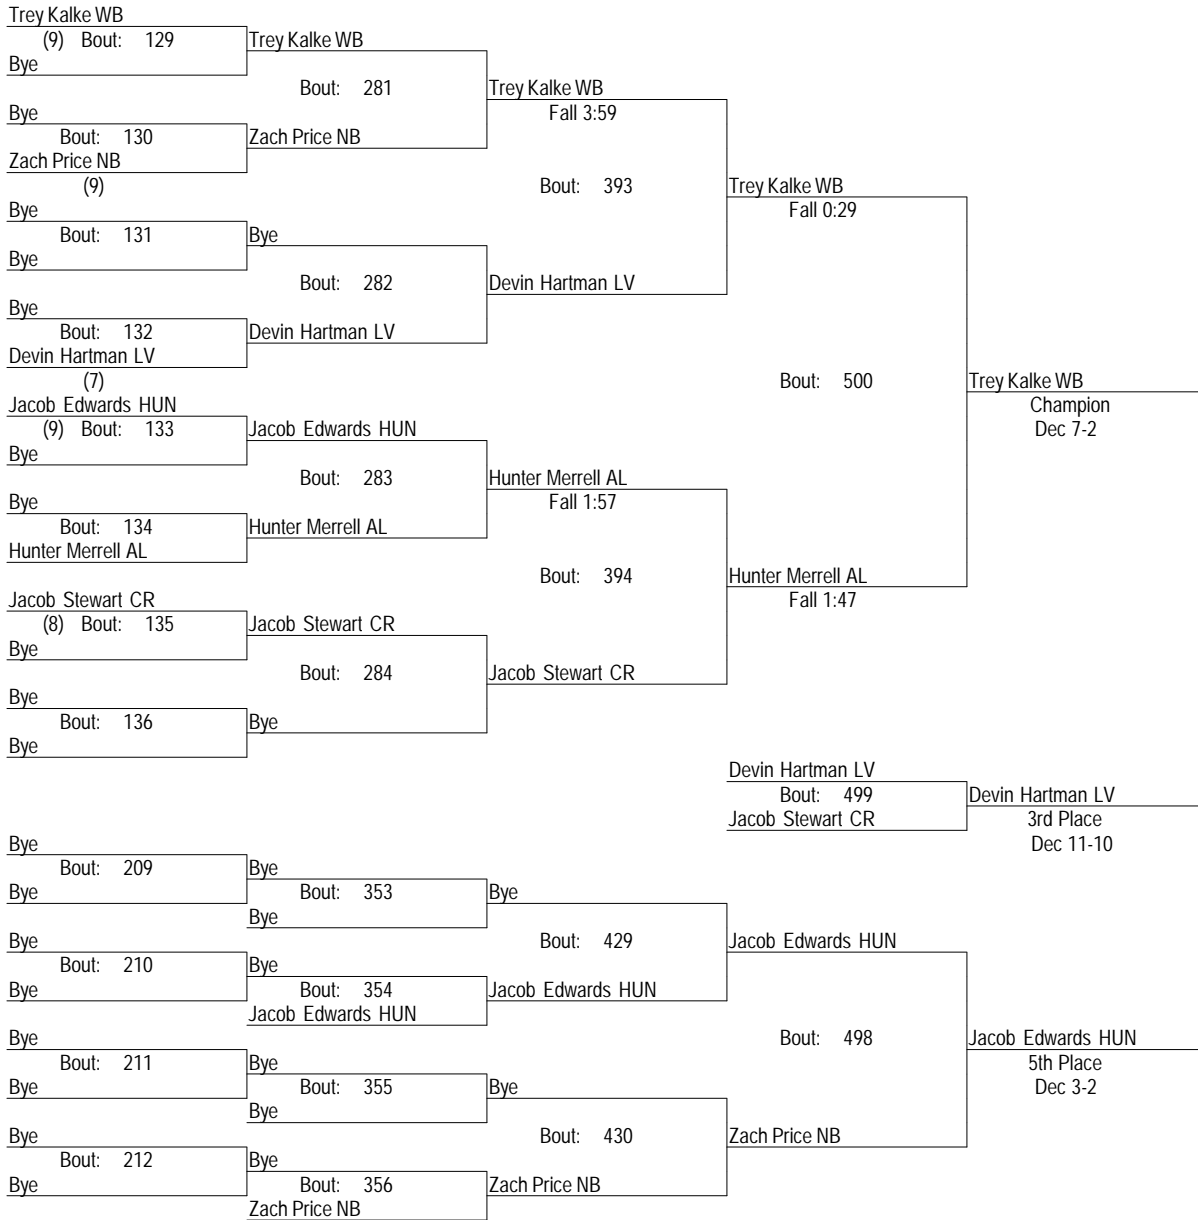 Trey Kalke WB
(9) Bout: 129 Trey Kalke WB
Bye
Bout: 281 Trey Kalke WB
Bye Fall 3:59
Bout: 130 Zach Price NB
Zach Price NB
(9) Bout: 393 Trey Kalke WB
Bye Fall 0:29
Bout: 131 Bye
Bye
Bout: 282 Devin Hartman LV
Bye
Bout: 132 Devin Hartman LV
Devin Hartman LV
(7) Bout: 500 Trey Kalke WB
Jacob Edwards HUN Champion
(9) Bout: 133 Jacob Edwards HUN Dec 7-2
Bye
Bout: 283 Hunter Merrell AL
Bye Fall 1:57
Bout: 134 Hunter Merrell AL
Hunter Merrell AL
Bout: 394 Hunter Merrell AL
Jacob Stewart CR Fall 1:47
(8) Bout: 135 Jacob Stewart CR
Bye
Bout: 284 Jacob Stewart CR
Bye
Bout: 136 Bye
Bye
Devin Hartman LV
Bout: 499 Devin Hartman LV
Jacob Stewart CR 3rd Place
Bye Dec 11-10
Bout: 209 Bye
Bye Bout: 353 Bye
Bye
Bye Bout: 429 Jacob Edwards HUN
Bout: 210 Bye
Bye Bout: 354 Jacob Edwards HUN
Jacob Edwards HUN
Bye Bout: 498 Jacob Edwards HUN
Bout: 211 Bye 5th Place
Bye Bout: 355 Bye Dec 3-2
Bye
Bye Bout: 430 Zach Price NB
Bout: 212 Bye
Bye Bout: 356 Zach Price NB
Zach Price NB